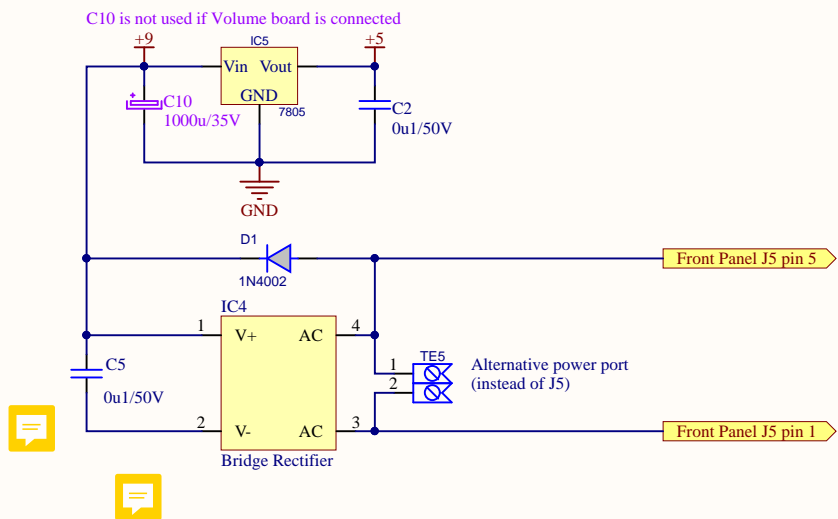 C10 is not used if Volume board is connected
+9
IC5
+5
Vin Vout
GND
7805
+
C10
1000u/35V
C2
0u1/50V
GND
D1
1N4002
Front Panel J5 pin 5
IC4
1
V+
AC
4
C5
0u1/50V
TE5
1
2
Alternative power port
(instead of J5)
2
V-
AC
3
Front Panel J5 pin 1
Bridge Rectifier